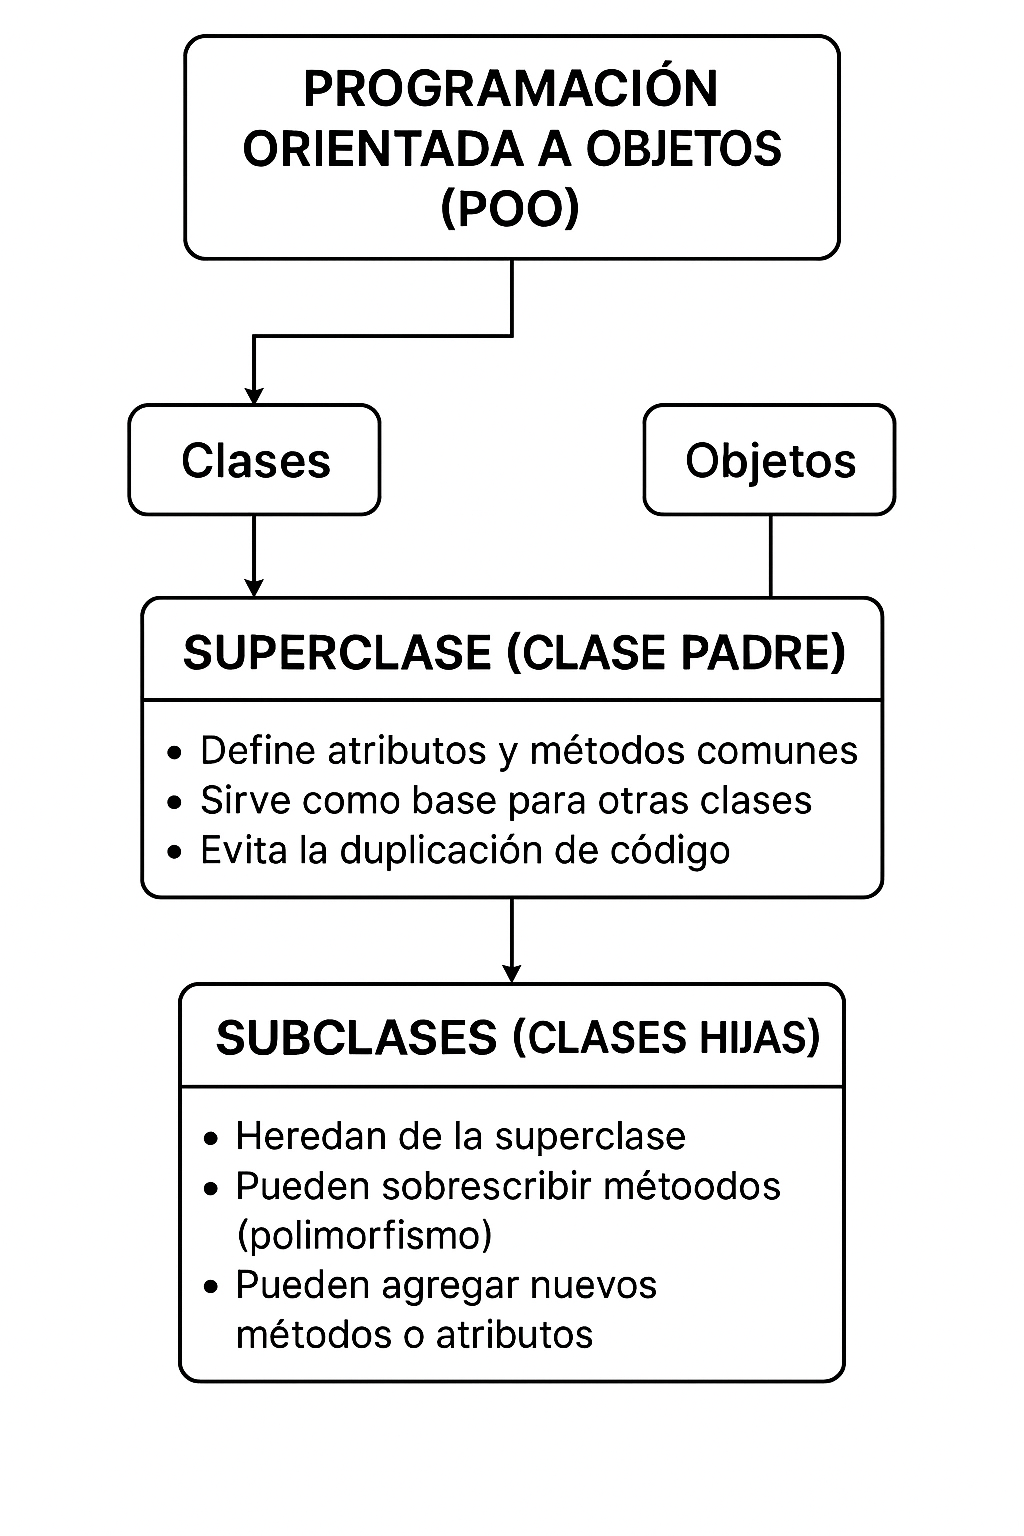 PROGRAMACIÓN
ORIENTADA A OBJETOS
(POO)
Clases
Objetos
SUPERCLASE (CLASE PADRE)
• Define atributos y métodos comunes
• Sirve como base para otras clases
• Evita la duplicación de código
SUBCLASES (CLASES HIJAS)
• Heredan de la superclase
• Pueden sobrescribir métoodos
(polimorfismo)
• Pueden agregar nuevos
métodos o atributos